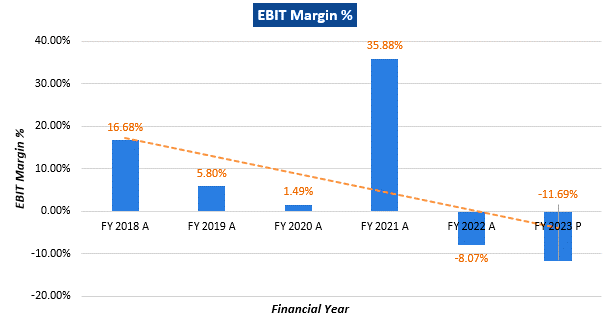 EBIT Margin %
40.00%
30.00%
20.00%
10.00%
0.00%
-10.00%
-20.00%
EBIT Margin %
16.68%
5.80%
1.49%
35.88%
-8.07%
-11.69%
FY 2018 A
FY 2019 A
FY 2020 A
FY 2021 A
FY 2022 A
FY 2023 P
Financial Year